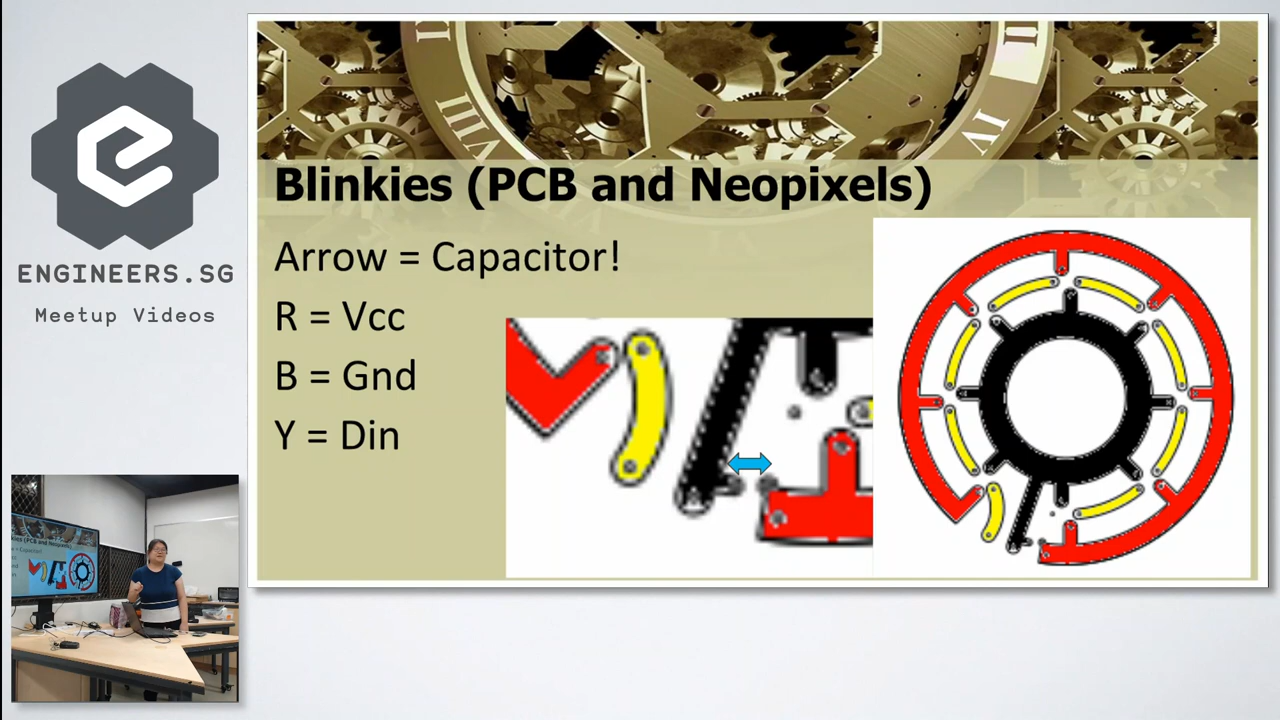 ENGINEERS.SG
Meetup Videos
Blinkies (PCB and Neopixels)
Arrow = Capacitor!
R = Vcc
B = Gnd
Y = Din